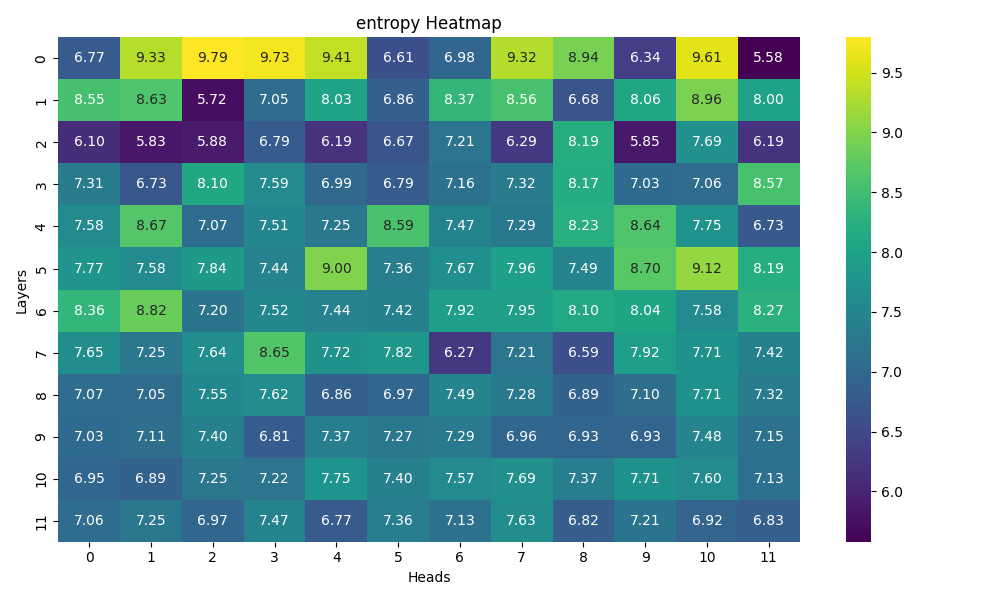 entropy Heatmap
Layers
0 6.77 9.33 9.79 9.73 9.41 6.61 6.98 9.32 8.94 6.34 9.61 5.58
1 8.55 8.63 5.72 7.05 8.03 6.86 8.37 8.56 6.68 8.06 8.96 8.00
2 6.10 5.83 5.88 6.79 6.19 6.67 7.21 6.29 8.19 5.85 7.69 6.19
3 7.31 6.73 8.10 7.59 6.99 6.79 7.16 7.32 8.17 7.03 7.06 8.57
4 7.58 8.67 7.07 7.51 7.25 8.59 7.47 7.29 8.23 8.64 7.75 6.73
5 7.77 7.58 7.84 7.44 9.00 7.36 7.67 7.96 7.49 8.70 9.12 8.19
6 8.36 8.82 7.20 7.52 7.44 7.42 7.92 7.95 8.10 8.04 7.58 8.27
7 7.65 7.25 7.64 8.65 7.72 7.82 6.27 7.21 6.59 7.92 7.71 7.42
8 7.07 7.05 7.55 7.62 6.86 6.97 7.49 7.28 6.89 7.10 7.71 7.32
9 7.03 7.11 7.40 6.81 7.37 7.27 7.29 6.96 6.93 6.93 7.48 7.15
10 6.95 6.89 7.25 7.22 7.75 7.40 7.57 7.69 7.37 7.71 7.60 7.13
11 7.06 7.25 6.97 7.47 6.77 7.36 7.13 7.63 6.82 7.21 6.92 6.83
0 1 2 3 4 5 6 7 8 9 10 11
Heads
9.5
9.0
8.5
8.0
7.5
7.0
6.5
6.0